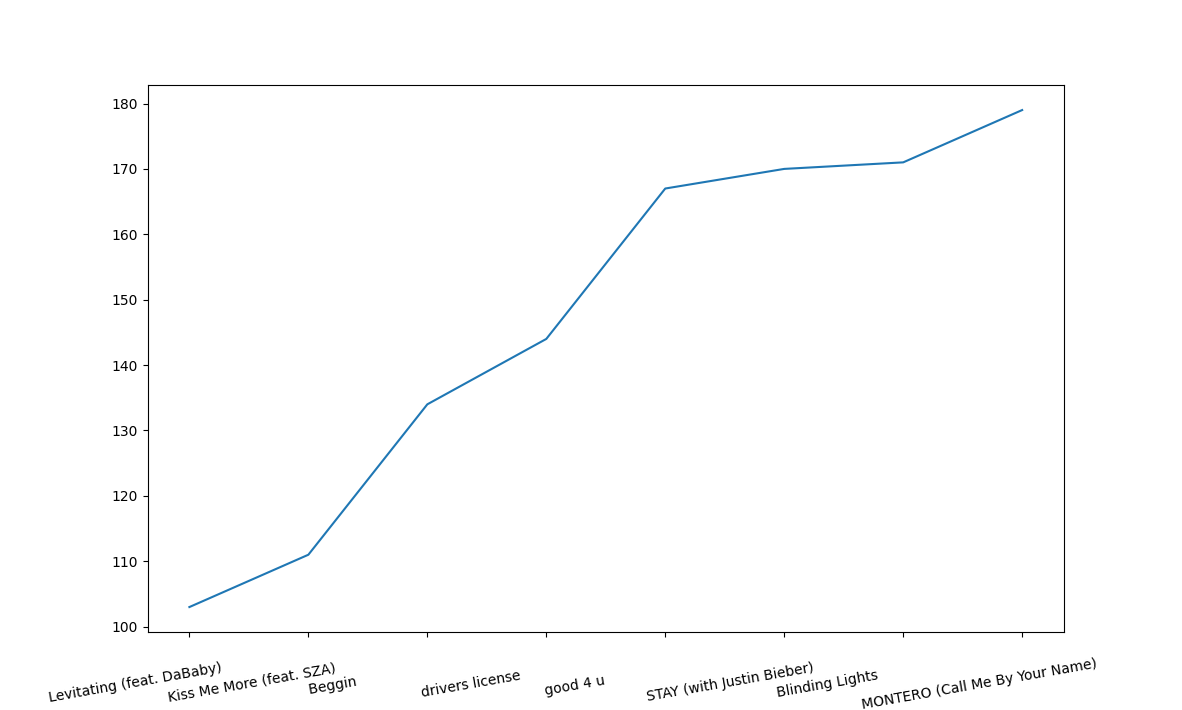 180
170
160
150
140
130
120
110
100
Levitating (feat. DaBaby)
Kiss Me More (feat. SZA)
Beggin
drivers license
good 4 u
STAY (with Justin Bieber)
Blinding Lights
MONTERO (Call Me By Your Name)